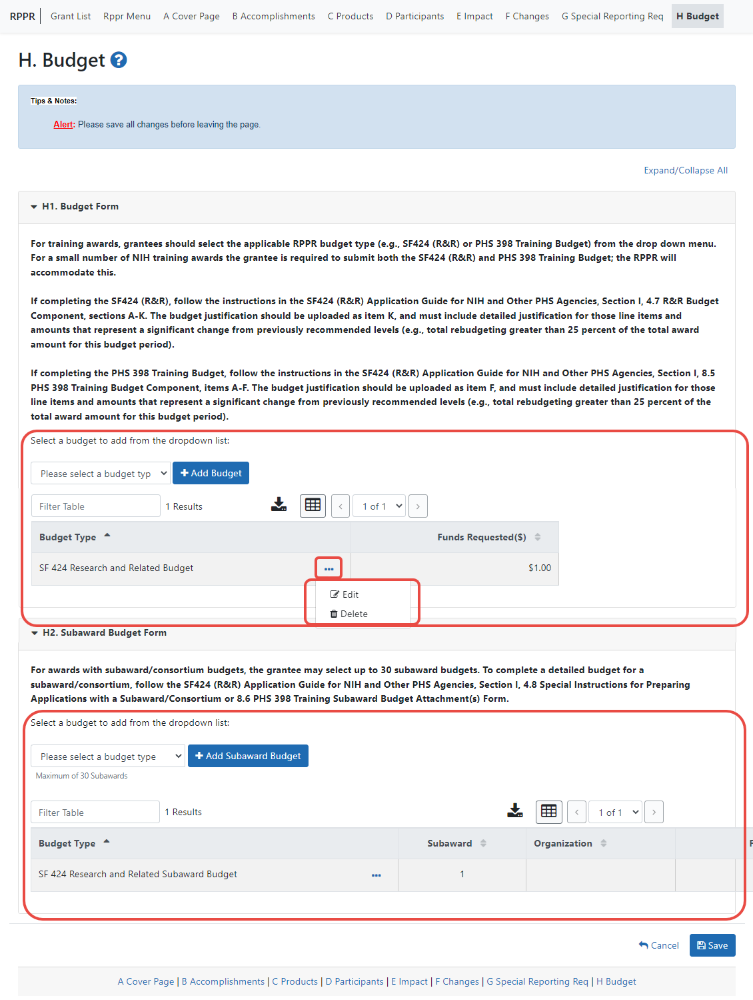 RPPR Grant List Rppr Menu A Cover Page B Accomplishments C Products D Participants E Impact F Changes G Special Reporting Req H Budget
H. Budget ?
Tips & Notes:
Alert: Please save all changes before leaving the page.
Expand/Collapse All
H1. Budget Form
For training awards, grantees should select the applicable RPPR budget type (e.g., SF424 (R&R) or PHS 398 Training Budget) from the drop down menu.
For a small number of NIH training awards the grantee is required to submit both the SF424 (R&R) and PHS 398 Training Budget; the RPPR will
accommodate this.
If completing the SF424 (R&R), follow the instructions in the SF424 (R&R) Application Guide for NIH and Other PHS Agencies, Section I, 4.7 R&R Budget
Component, sections A-K. The budget justification should be uploaded as item K, and must include detailed justification for those line items and
amounts that represent a significant change from previously recommended levels (e.g., total rebudgeting greater than 25 percent of the total award
amount for this budget period).
If completing the PHS 398 Training Budget, follow the instructions in the SF424 (R&R) Application Guide for NIH and Other PHS Agencies, Section I, 8.5
PHS 398 Training Budget Component, items A-F. The budget justification should be uploaded as item F, and must include detailed justification for those
line items and amounts that represent a significant change from previously recommended levels (e.g., total rebudgeting greater than 25 percent of the
total award amount for this budget period).
Select a budget to add from the dropdown list:
Please select a budget typ + Add Budget
Filter Table 1 Results < 1 of 1 >
Budget Type Funds Requested($)
SF 424 Research and Related Budget ... $1.00
Edit
Delete
H2. Subaward Budget Form
For awards with subaward/consortium budgets, the grantee may select up to 30 subaward budgets. To complete a detailed budget for a
subaward/consortium, follow the SF424 (R&R) Application Guide for NIH and Other PHS Agencies, Section I, 4.8 Special Instructions for Preparing
Applications with a Subaward/Consortium or 8.6 PHS 398 Training Subaward Budget Attachment(s) Form.
Select a budget to add from the dropdown list:
Please select a budget type + Add Subaward Budget
Maximum of 30 Subawards
Filter Table 1 Results < 1 of 1 >
Budget Type Subaward Organization F
SF 424 Research and Related Subaward Budget ... 1
Cancel Save
A Cover Page | B Accomplishments | C Products | D Participants | E Impact | F Changes | G Special Reporting Req | H Budget